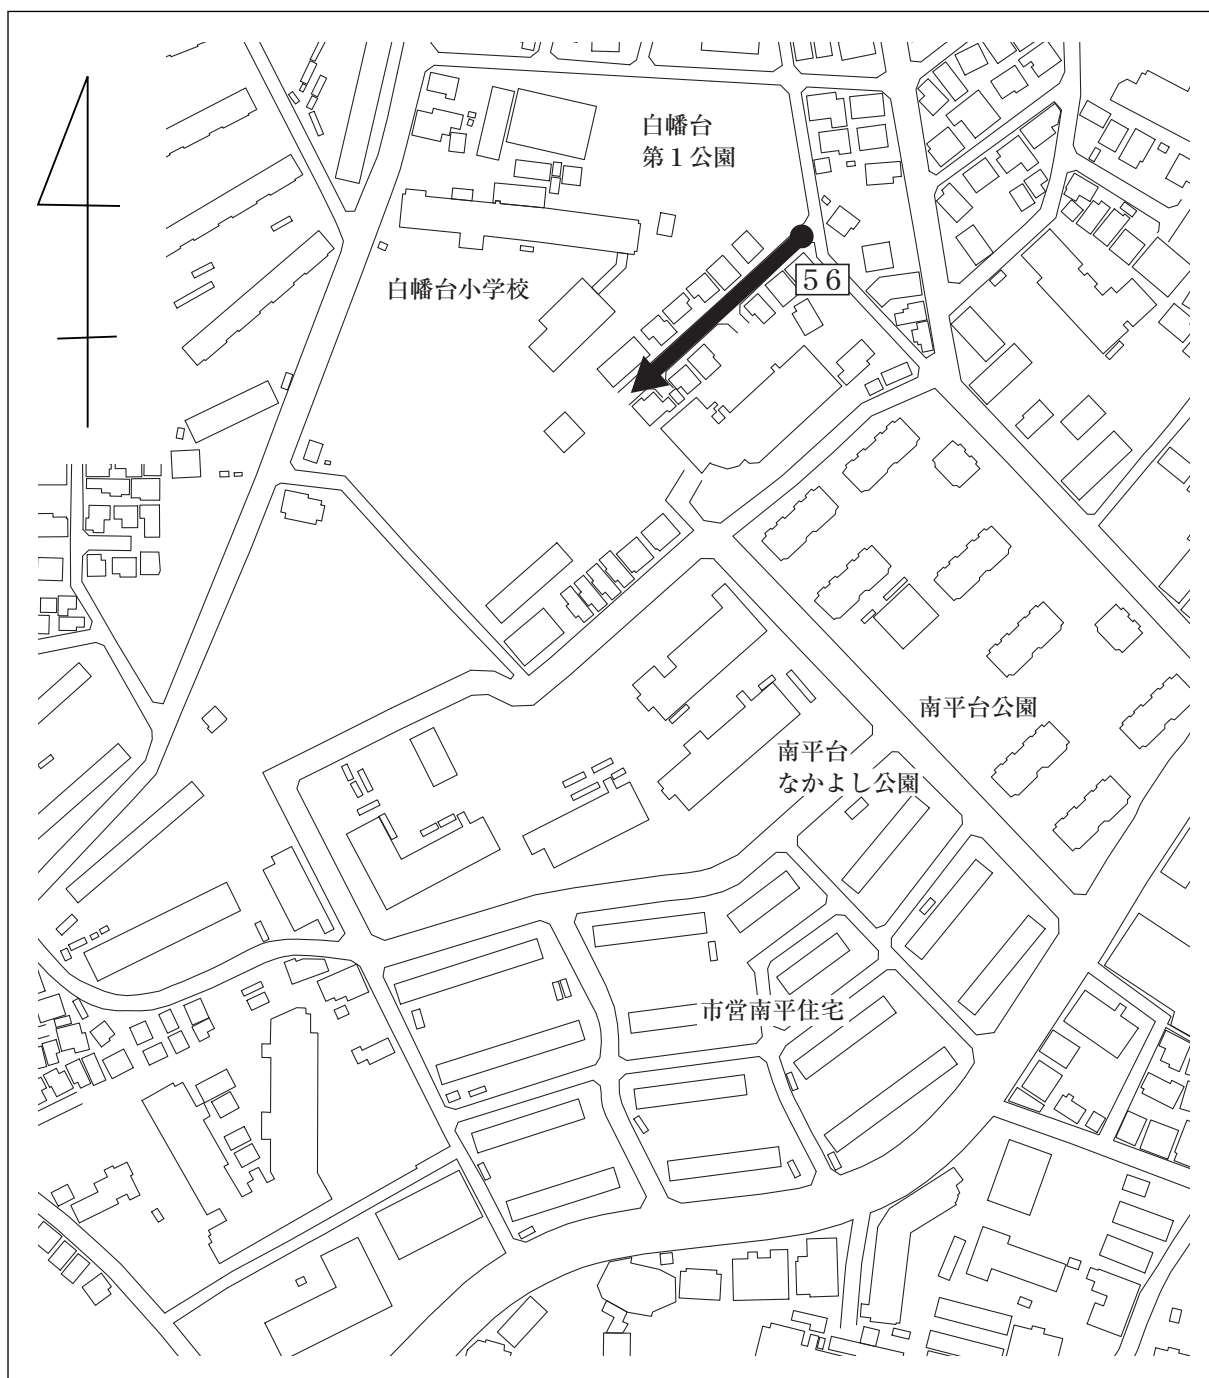 白幡台
第１公園
５６
白幡台小学校
南平台公園
南平台
なかよし公園
市営南平住宅